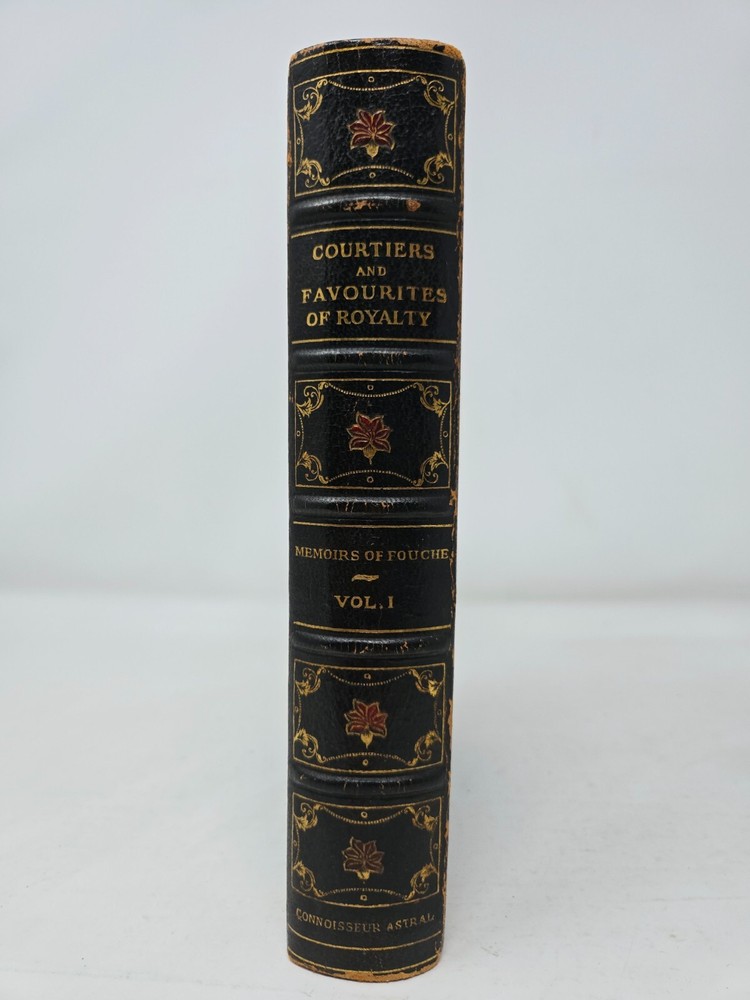 COURTIERS
AND
FAVOURITES
OF ROYALTY
MEMOIRS OF FOUCHE
VOL. I
CONNOISSEUR ASTRAL